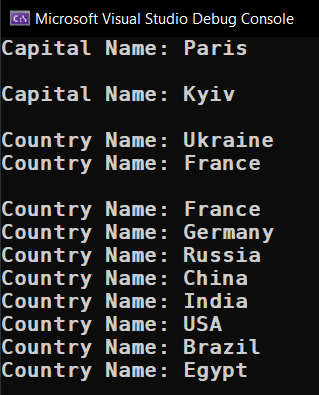 Microsoft Visual Studio Debug Console
Capital Name: Paris
Capital Name: Kyiv
Country Name: Ukraine
Country Name: France
Country Name: France
Country Name: Germany
Country Name: Russia
Country Name: China
Country Name: India
Country Name: USA
Country Name: Brazil
Country Name: Egypt